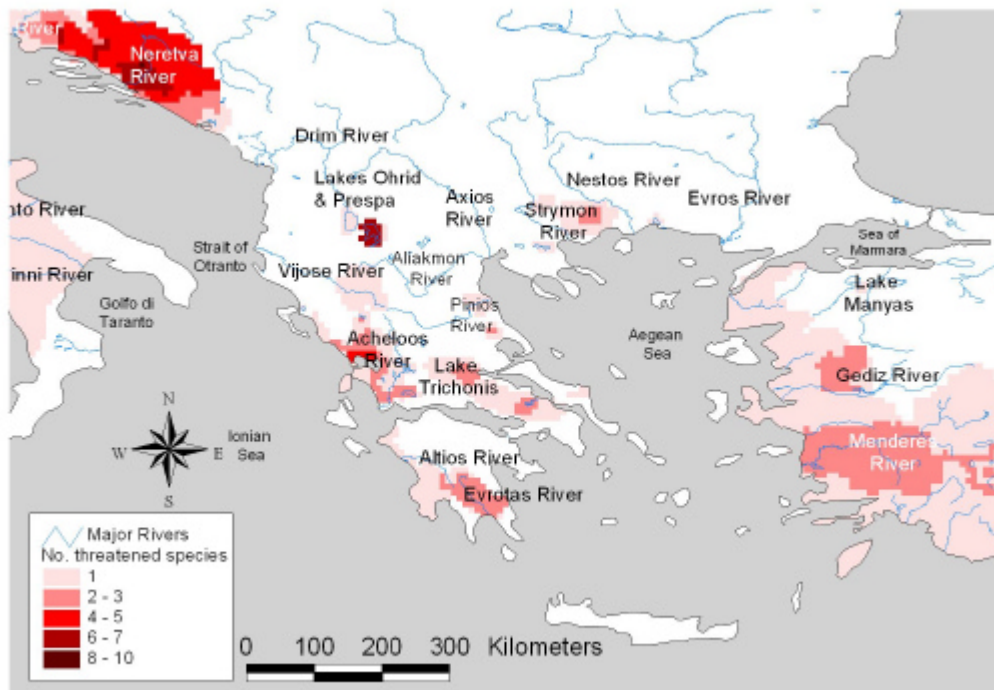 River
Neretva
River
Drim River
Lakes Ohrid
& Prespa
Axios
River
Nestos River
Evros River
Strymon
River
nto River
Strait of
Otranto
Sea of
Marmara
Vijose River
Aliakmon
River
inni River
Lake
Manyas
Golfo di
Taranto
Pinios
River
Aegean
Sea
Acheloos
River
Lake
Trichonis
Gediz River
N
W
E
S
Ionian
Sea
Menderes
River
Altios River
Evrotas River
Major Rivers
No. threatened species
1
2 - 3
4 - 5
6 - 7
8 - 10
0 100 200 300 Kilometers